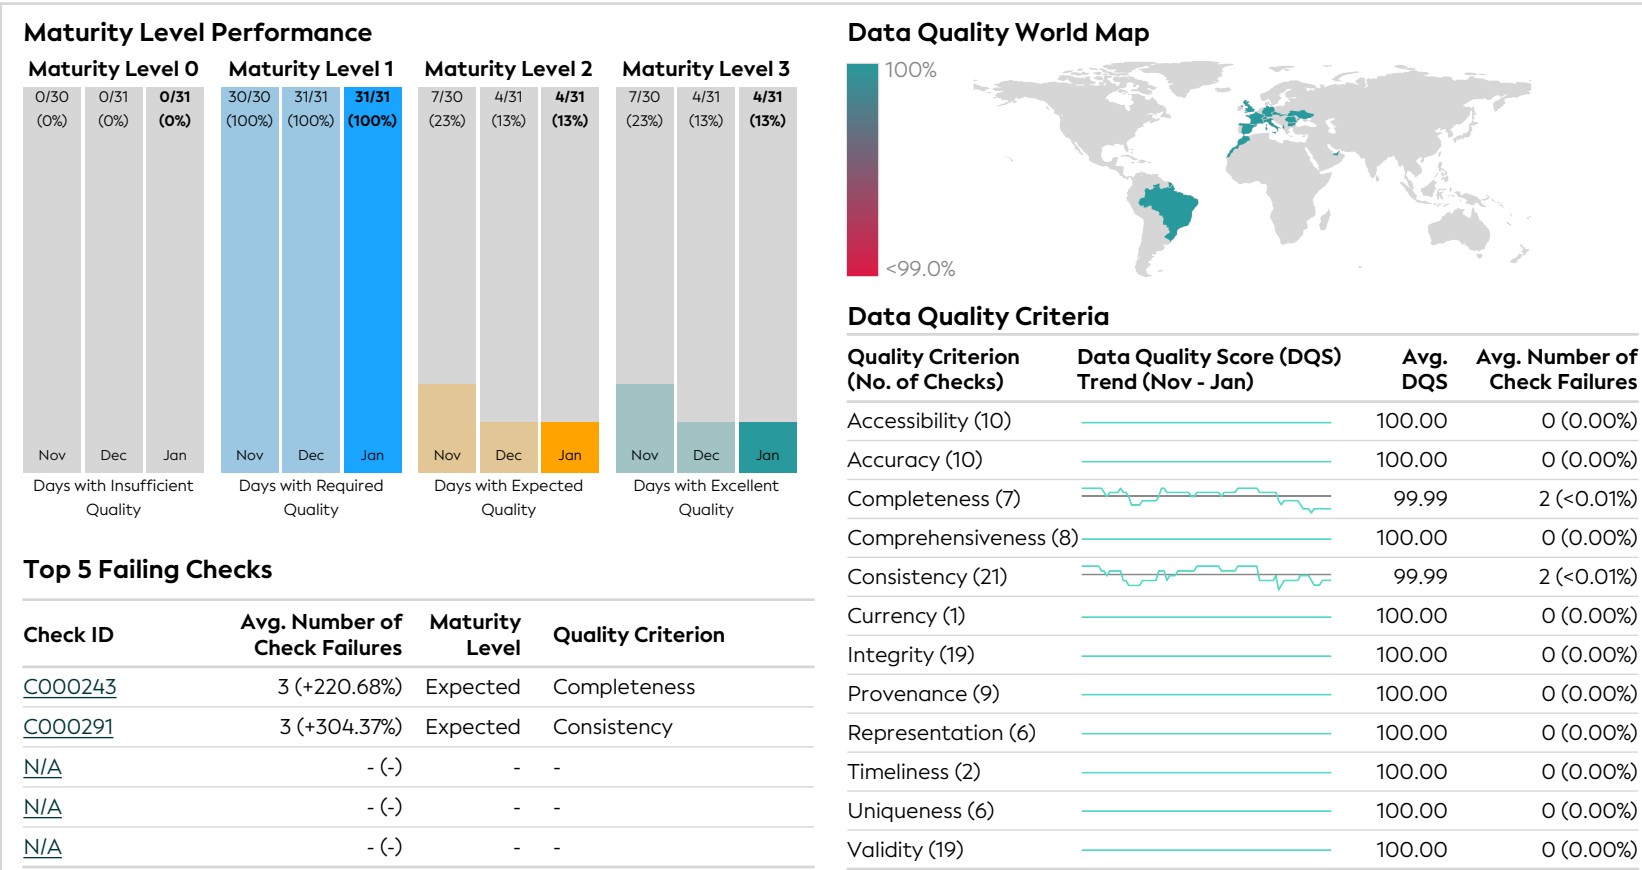 Maturity Level Performance
Maturity Level 0
Maturity Level 1
Maturity Level 2
Maturity Level 3
0/30 0/31 0/31
(0%) (0%) (0%)
30/30 31/31 31/31
(100%) (100%) (100%)
7/30 4/31 4/31
(23%) (13%) (13%)
7/30 4/31 4/31
(23%) (13%) (13%)
Nov Dec Jan
Nov Dec Jan
Nov Dec Jan
Nov Dec Jan
Days with Insufficient
Quality
Days with Required
Quality
Days with Expected
Quality
Days with Excellent
Quality
Top 5 Failing Checks
Check ID Avg. Number of Check Failures Maturity Level Quality Criterion
C000243 3 (+220.68%) Expected Completeness
C000291 3 (+304.37%) Expected Consistency
N/A - (-) - -
N/A - (-) - -
N/A - (-) - -
Data Quality World Map
100%
<99.0%
Data Quality Criteria
Quality Criterion Data Quality Score (DQS) Avg. Avg. Number of
(No. of Checks) Trend (Nov - Jan) DQS Check Failures
Accessibility (10) 100.00 0 (0.00%)
Accuracy (10) 100.00 0 (0.00%)
Completeness (7) 99.99 2 (<0.01%)
Comprehensiveness (8) 100.00 0 (0.00%)
Consistency (21) 99.99 2 (<0.01%)
Currency (1) 100.00 0 (0.00%)
Integrity (19) 100.00 0 (0.00%)
Provenance (9) 100.00 0 (0.00%)
Representation (6) 100.00 0 (0.00%)
Timeliness (2) 100.00 0 (0.00%)
Uniqueness (6) 100.00 0 (0.00%)
Validity (19) 100.00 0 (0.00%)